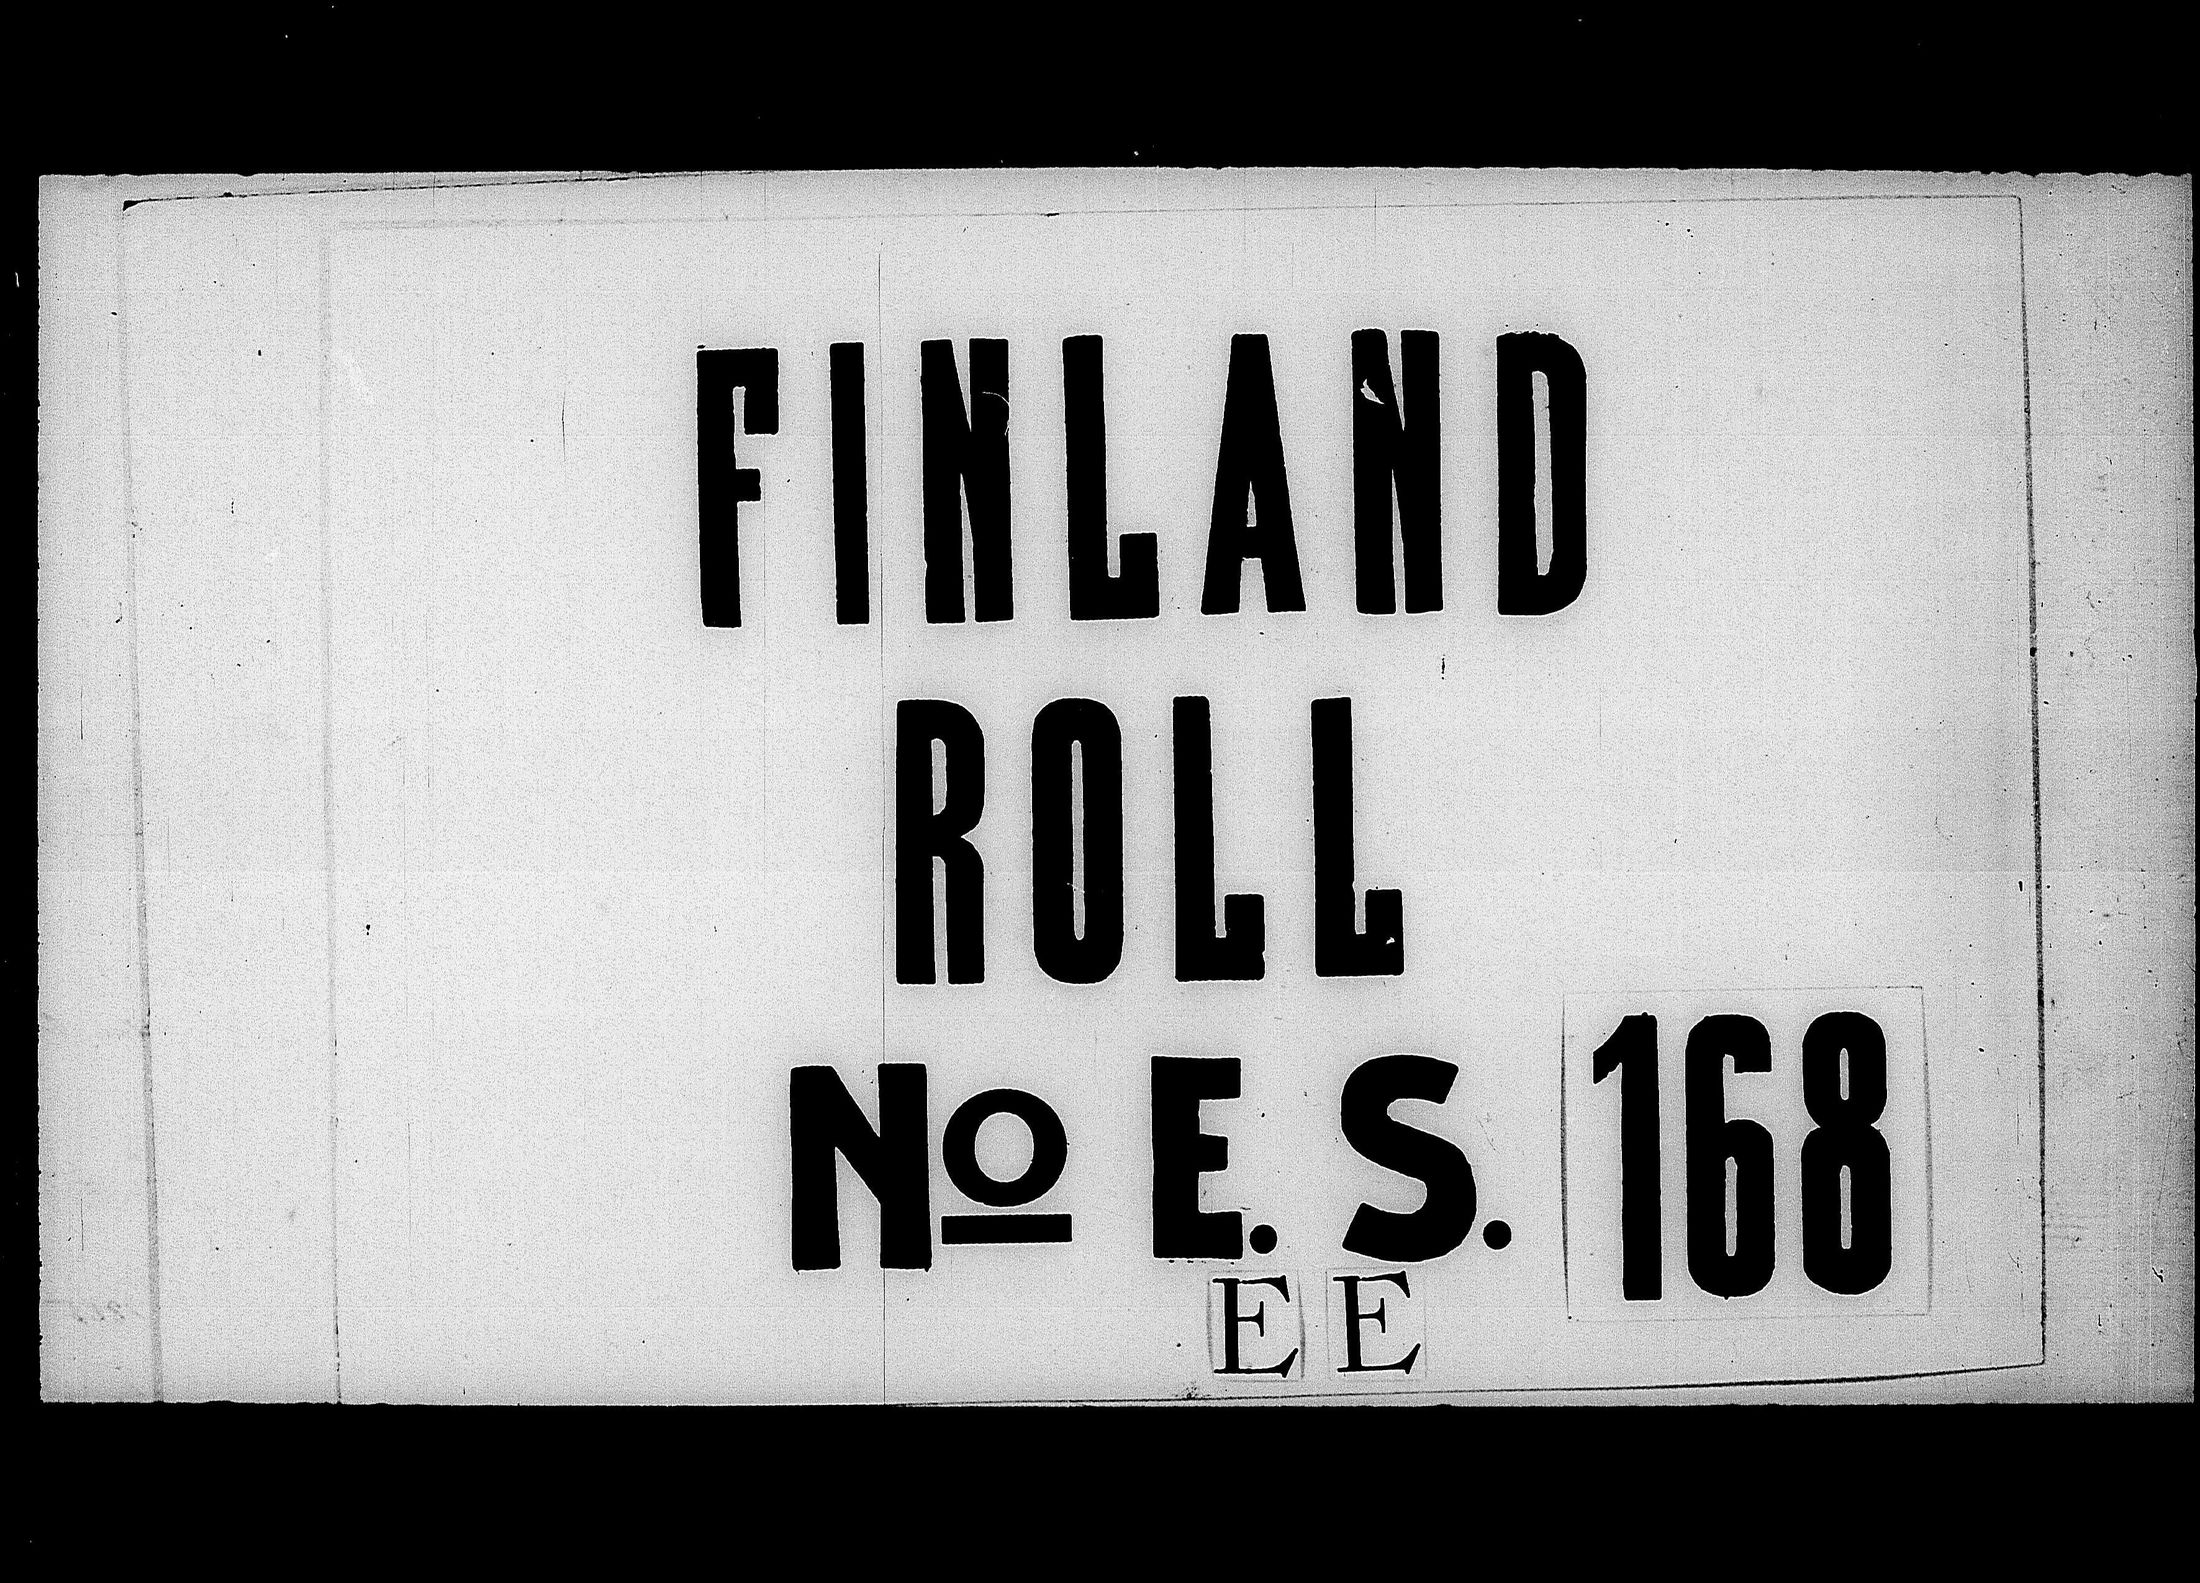 FINLAND
ROLL
No E. S. 168
E E